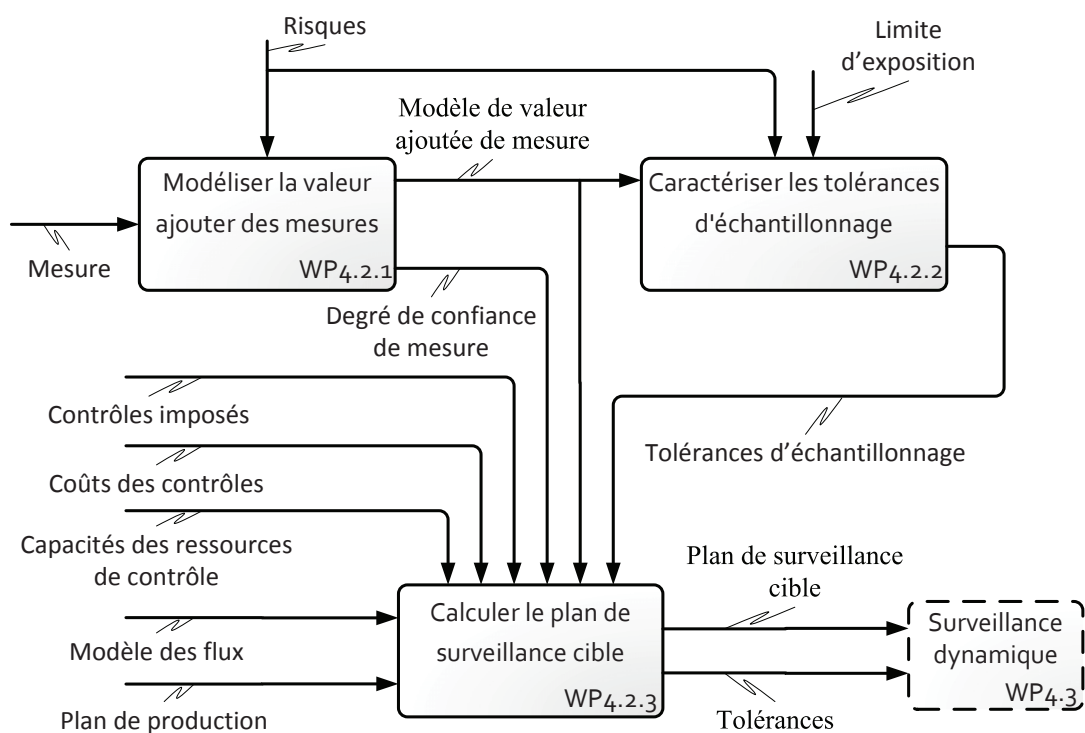 Risques
Limite
d'exposition
Modèle de valeur
ajoutée de mesure
Modéliser la valeur
ajouter des mesures
WP4.2.1
Caractériser les tolérances
d'échantillonnage
WP4.2.2
Mesure
Degré de confiance
de mesure
Contrôles imposés
Tolérances d’échantillonnage
Coûts des contrôles
Capacités des ressources
de contrôle
Plan de surveillance
cible
Calculer le plan de
surveillance cible
WP4.2.3
Surveillance
dynamique
WP4.3
Modèle des flux
Plan de production
Tolérances